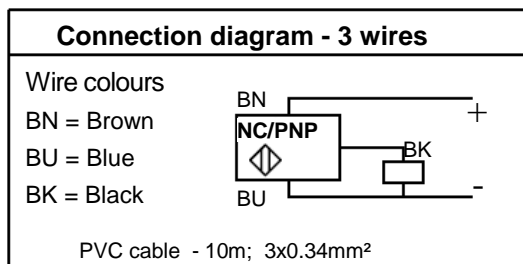 Connection diagram - 3 wires
Wire colours
BN = Brown
BU = Blue
BK = Black
BN
+
NC/PNP
BK
BU
-
PVC cable - 10m; 3x0.34mm²